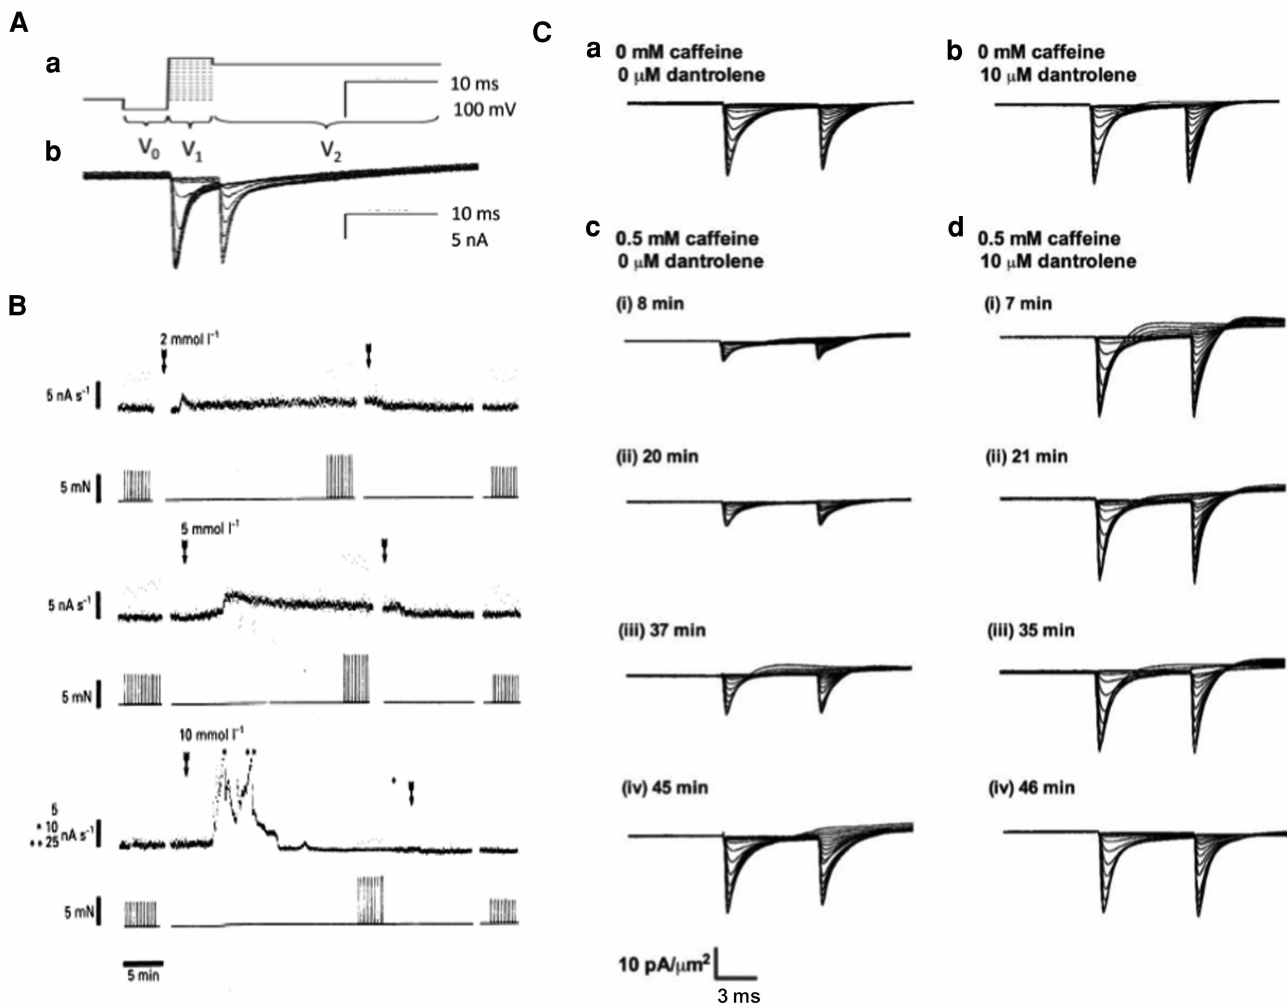 A
a
10 ms
100 mV
V0
V1
V2
b
10 ms
5 nA
B
2 mmol l⁻¹
5 nA s⁻¹
5 mN
5 mmol l⁻¹
5 nA s⁻¹
5 mN
10 mmol l⁻¹
5
* 10
nA s⁻¹
** 25
5 mN
5 min
C
a
0 mM caffeine
0 μM dantrolene
b
0 mM caffeine
10 μM dantrolene
c
0.5 mM caffeine
0 μM dantrolene
(i) 8 min
(ii) 20 min
(iii) 37 min
(iv) 45 min
d
0.5 mM caffeine
10 μM dantrolene
(i) 7 min
(ii) 21 min
(iii) 35 min
(iv) 46 min
10 pA/μm²
3 ms